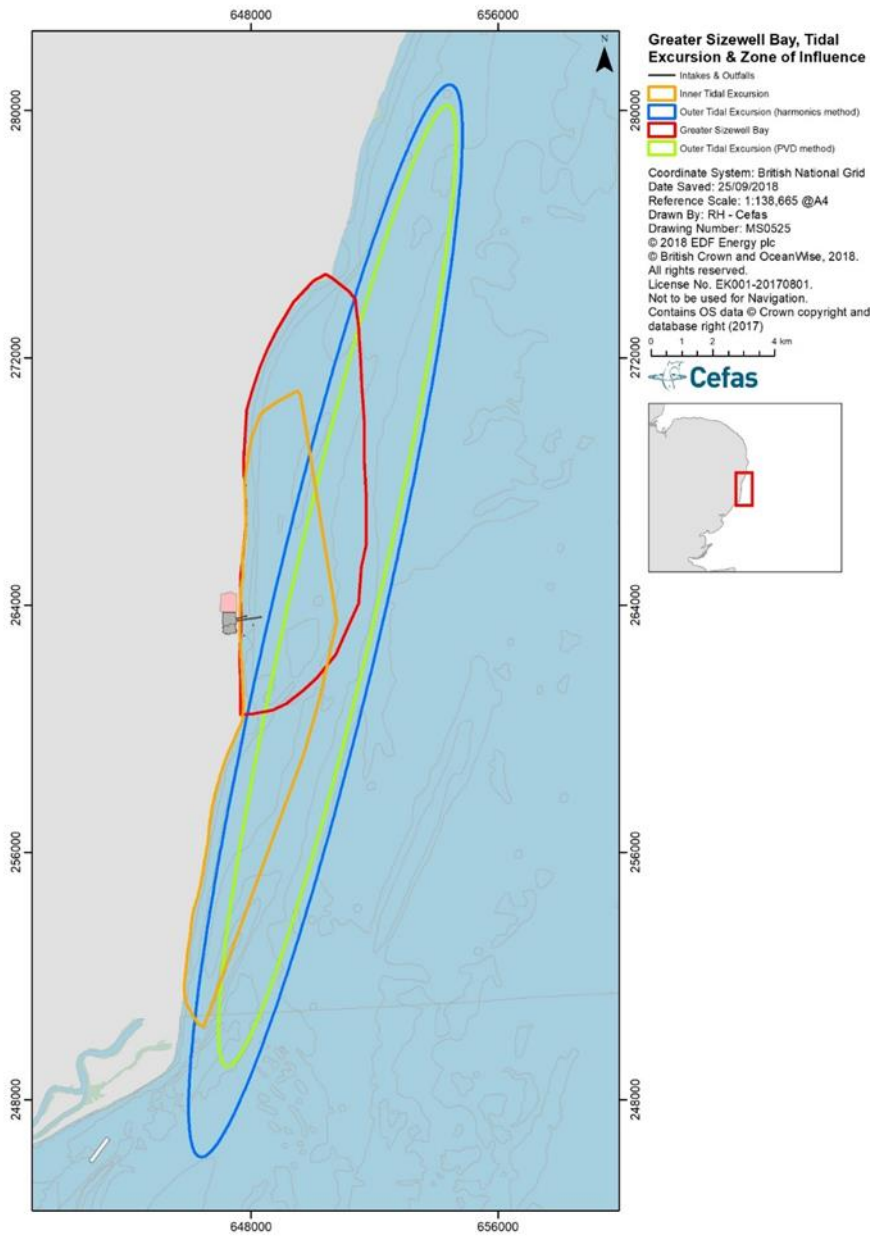 648000
656000
N
Greater Sizewell Bay, Tidal
Excursion & Zone of Influence
Intakes & Outfalls
Inner Tidal Excursion
Outer Tidal Excursion (harmonics method)
Greater Sizewell Bay
Outer Tidal Excursion (PVD method)
Coordinate System: British National Grid
Date Saved: 25/09/2018
Reference Scale: 1:138,665 @A4
Drawn By: RH - Cefas
Drawing Number: MS0525
© 2018 EDF Energy plc
© British Crown and OceanWise, 2018.
All rights reserved.
License No. EK001-20170801.
Not to be used for Navigation.
Contains OS data © Crown copyright and
database right (2017)
0 1 2 4 km
Cefas
280000
280000
272000
272000
264000
264000
256000
256000
248000
248000
648000
656000